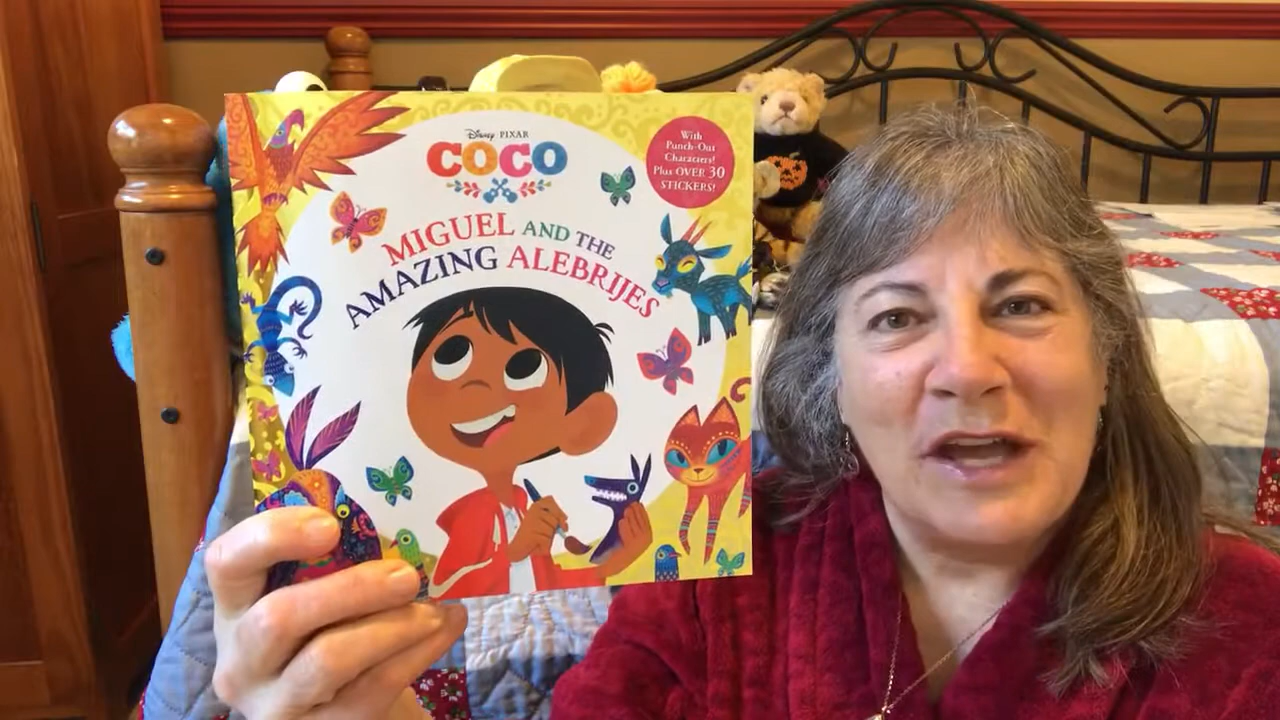 Disney PIXAR
COCO
With
Punch-Out
Characters!
Plus OVER 30
STICKERS!
MIGUEL AND THE
AMAZING ALEBRIJES